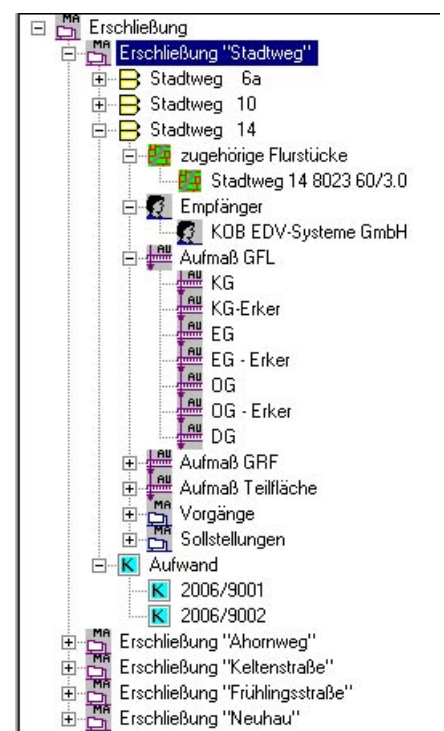 Erschließung
Erschließung "Stadtweg"
Stadtweg 6a
Stadtweg 10
Stadtweg 14
zugehörige Flurstücke
Stadtweg 14 8023 60/3.0
Empfänger
KOB EDV-Systeme GmbH
Aufmaß GFL
KG
KG-Erker
EG
EG - Erker
OG
OG - Erker
DG
Aufmaß GRF
Aufmaß Teilfläche
Vorgänge
Sollstellungen
Aufwand
2006/9001
2006/9002
Erschließung "Ahornweg"
Erschließung "Keltenstraße"
Erschließung "Frühlingsstraße"
Erschließung "Neuhau"